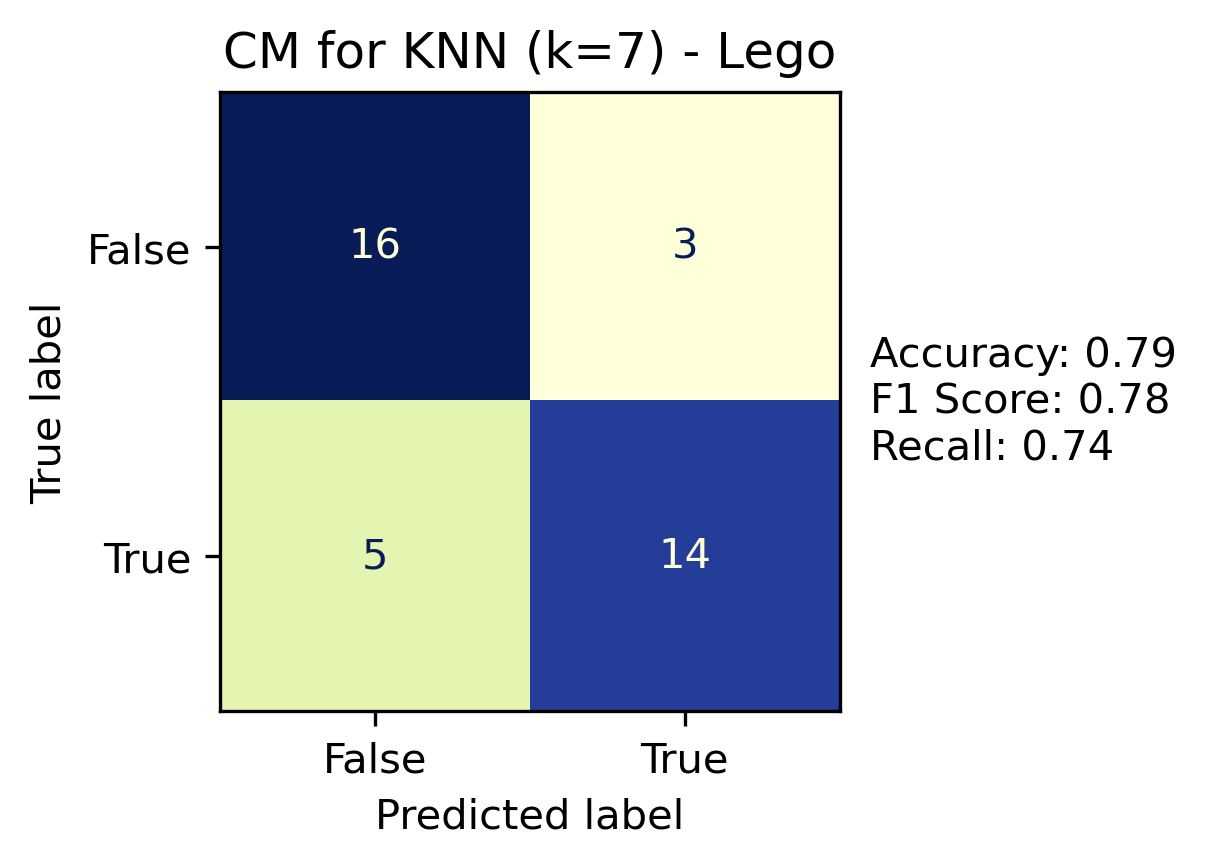 CM for KNN (k=7) - Lego
True label
False
16
3
True
5
14
False
True
Predicted label
Accuracy: 0.79
F1 Score: 0.78
Recall: 0.74